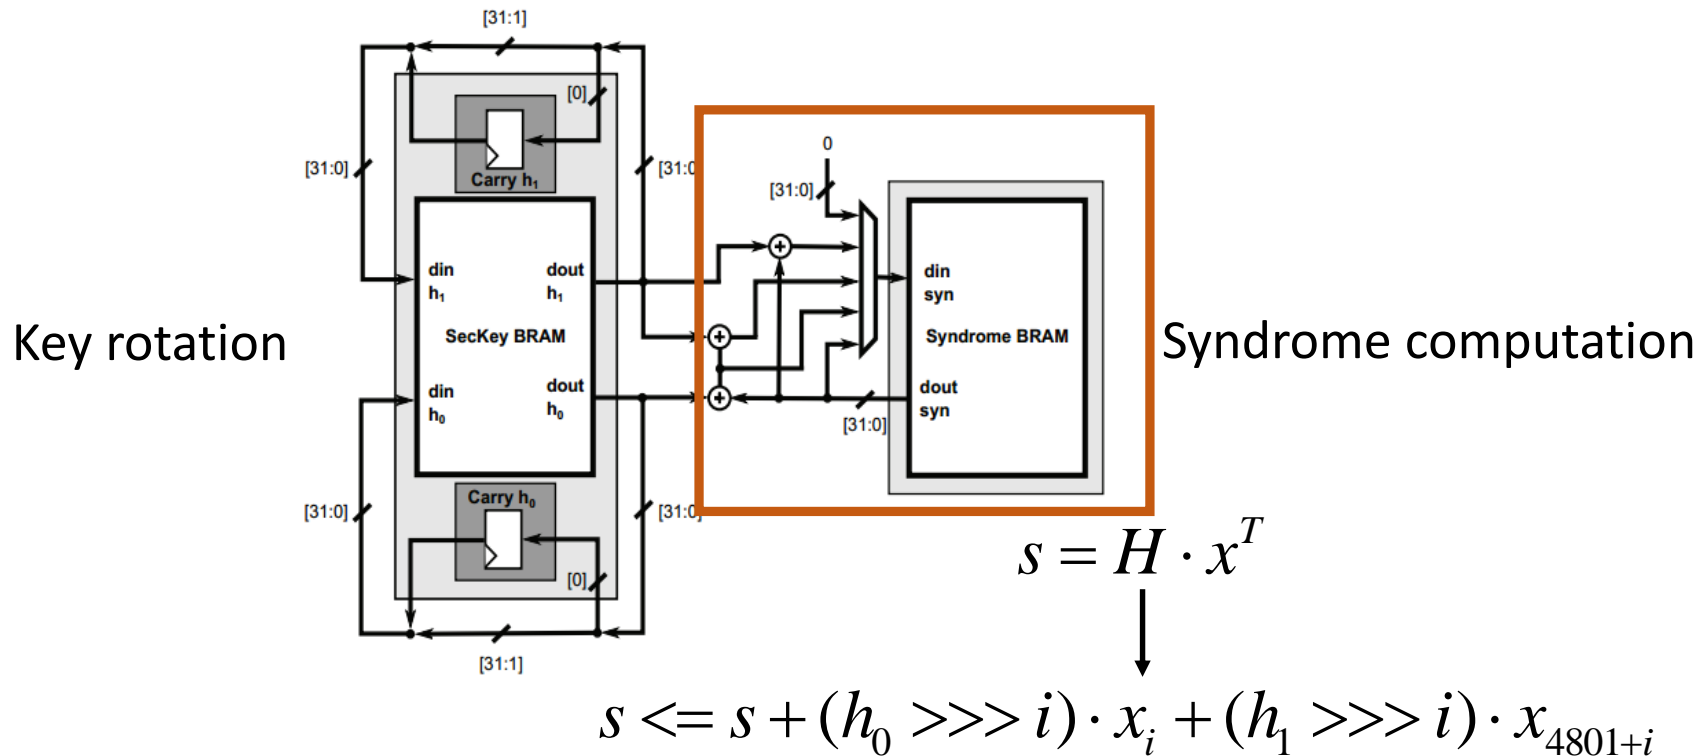 [31:1]
[0]
[31:0]
[31:0
Carry h₁
0
[31:0]
din
h₁
dout
h₁
SecKey BRAM
din
h₀
dout
h₀
din
syn
Syndrome BRAM
dout
syn
[31:0]
Key rotation
Syndrome computation
Carry h₀
[31:0]
[31:0]
[0]
[31:1]
s = H · xᵀ
s <= s + (h₀ >>> i) · xᵢ + (h₁ >>> i) · x₄₈₀₁₊ᵢ